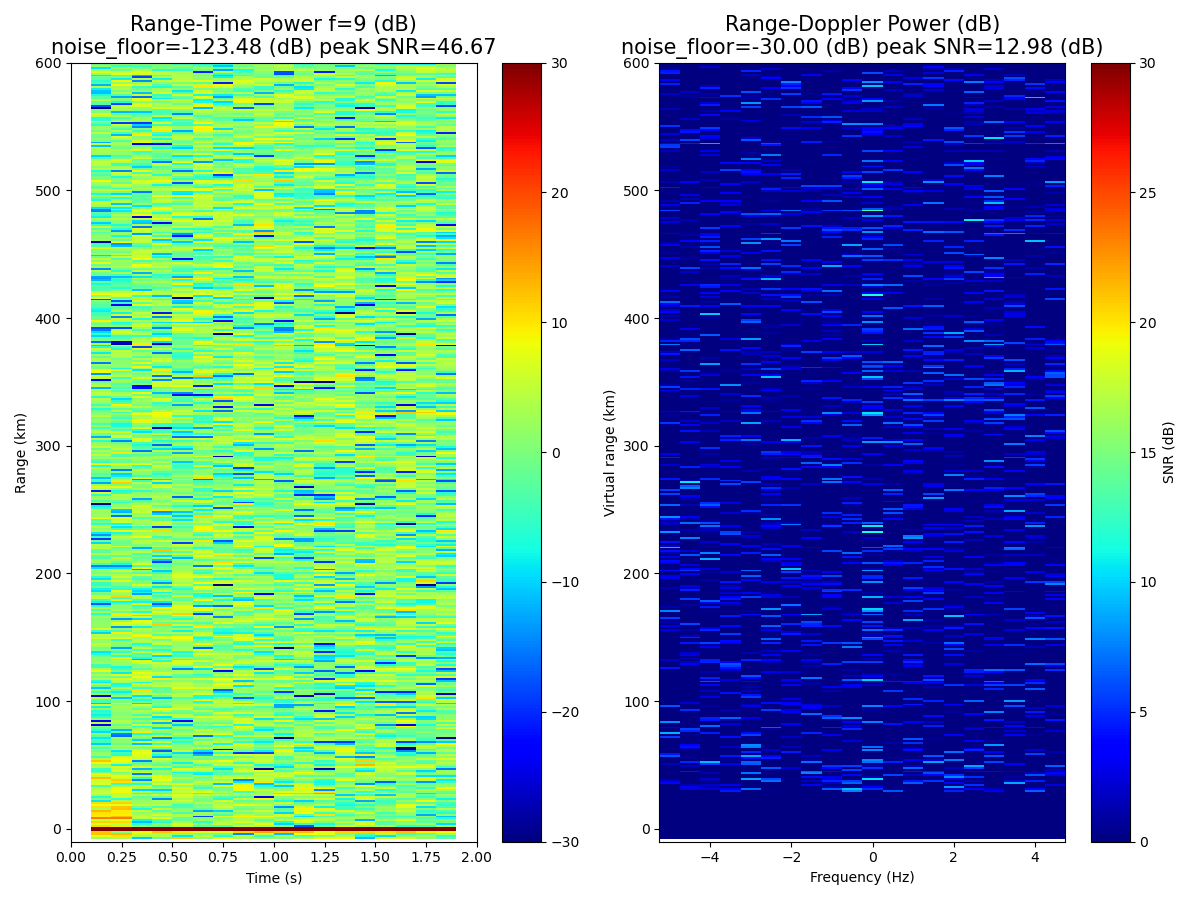 Range-Time Power f=9 (dB)
noise_floor=-123.48 (dB) peak SNR=46.67
Range-Doppler Power (dB)
noise_floor=-30.00 (dB) peak SNR=12.98 (dB)
600
500
400
300
200
100
0
Range (km)
0.00 0.25 0.50 0.75 1.00 1.25 1.50 1.75 2.00
Time (s)
30
20
10
0
−10
−20
−30
600
500
400
300
200
100
0
Virtual range (km)
−4 −2 0 2 4
Frequency (Hz)
30
25
20
15
10
5
0
SNR (dB)